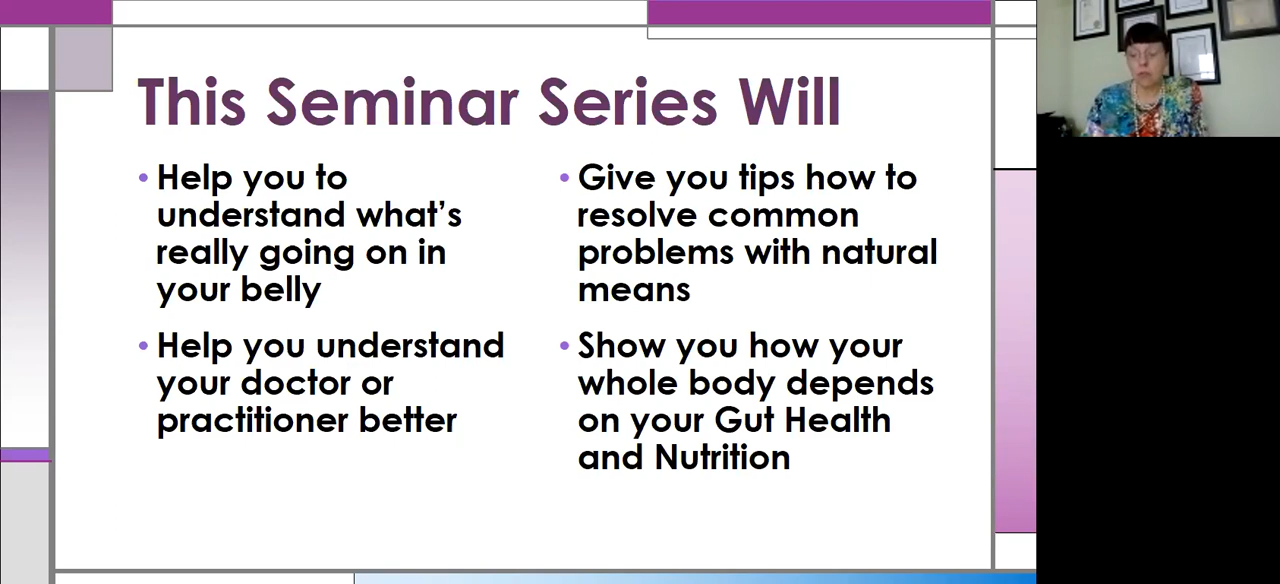 This Seminar Series Will
• Help you to
understand what's
really going on in
your belly
• Help you understand
your doctor or
practitioner better
• Give you tips how to
resolve common
problems with natural
means
• Show you how your
whole body depends
on your Gut Health
and Nutrition